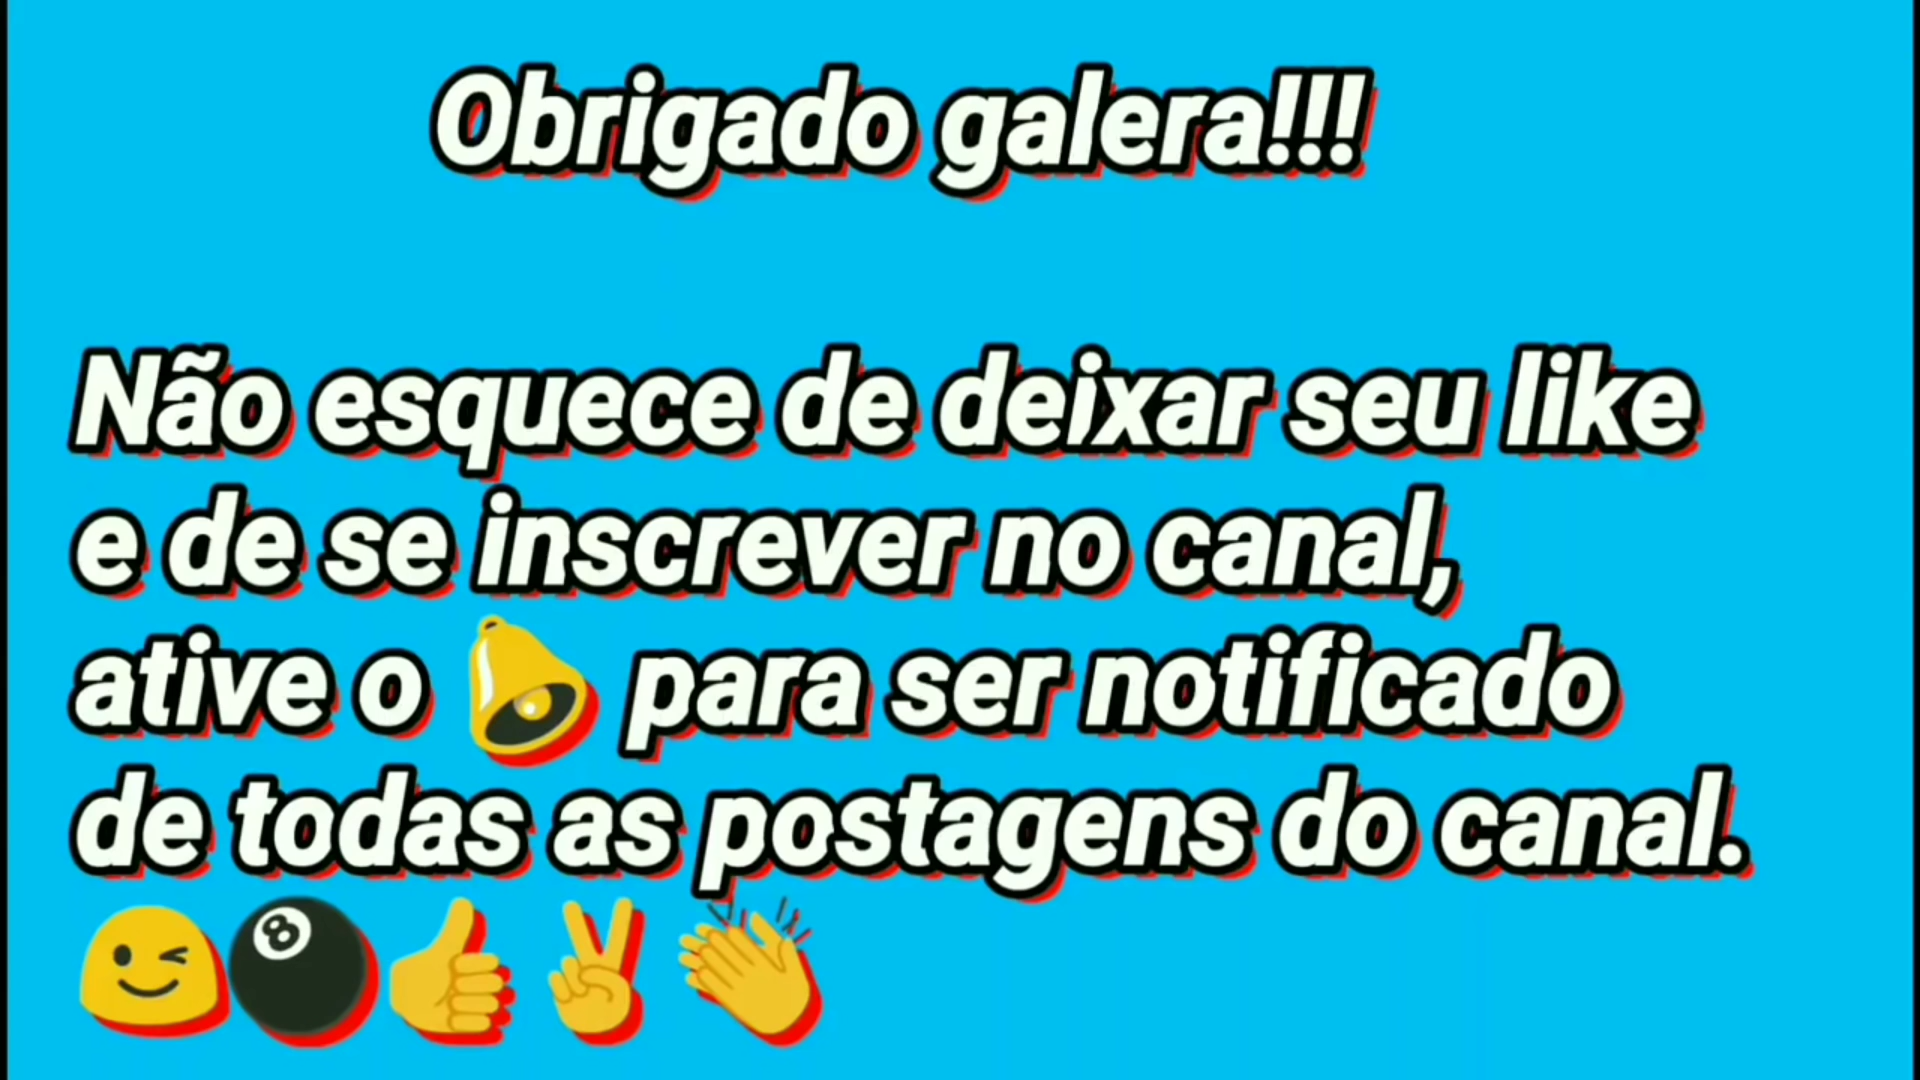 Obrigado galera!!!
Não esquece de deixar seu like
e de se inscrever no canal,
ative o 🔔 para ser notificado
de todas as postagens do canal.
😉🎱👍✌👏